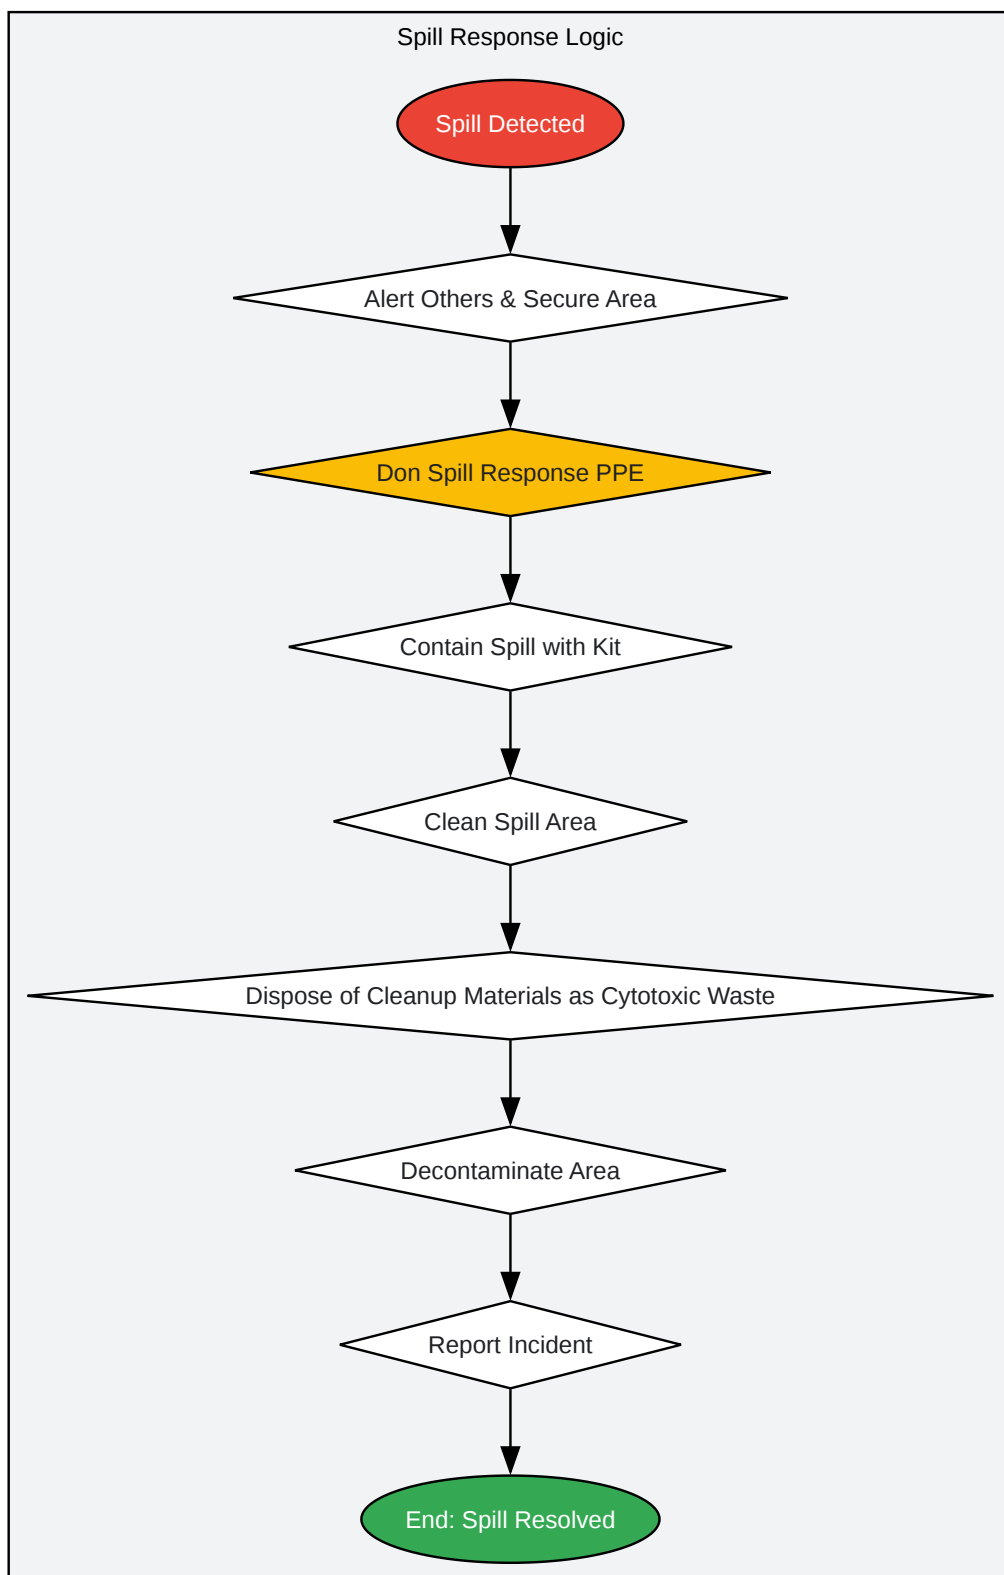 Spill Response Logic
Spill Detected
Alert Others & Secure Area
Don Spill Response PPE
Contain Spill with Kit
Clean Spill Area
Dispose of Cleanup Materials as Cytotoxic Waste
Decontaminate Area
Report Incident
End: Spill Resolved